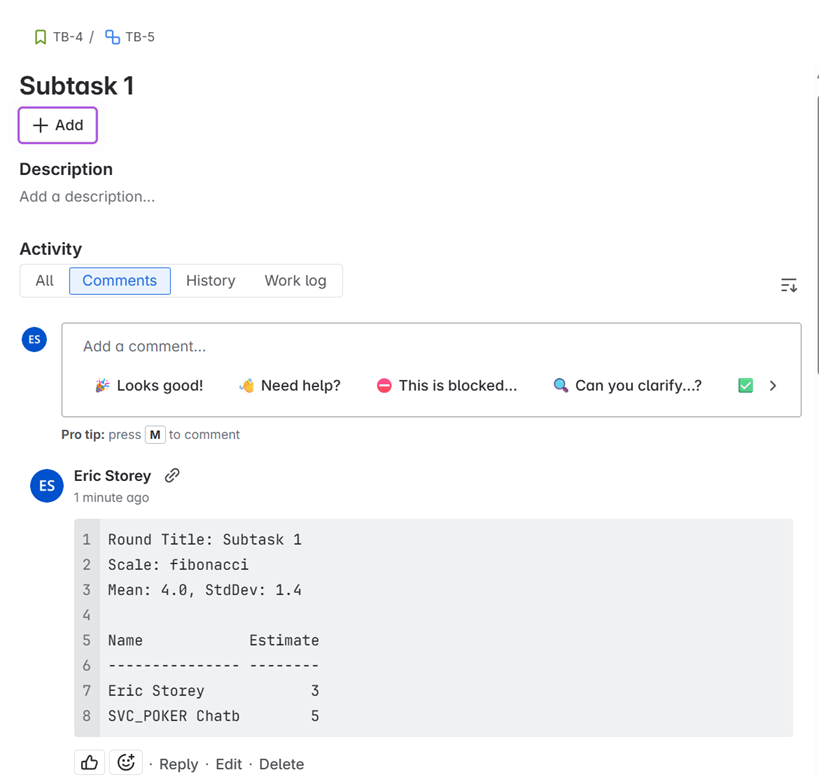 TB-4 / TB-5
Subtask 1
+ Add
Description
Add a description...
Activity
All Comments History Work log
ES
Add a comment...
🎉 Looks good! 👋 Need help? ⛔ This is blocked... 🔍 Can you clarify...? ✅
Pro tip: press M to comment
ES
Eric Storey
1 minute ago
1 Round Title: Subtask 1
2 Scale: fibonacci
3 Mean: 4.0, StdDev: 1.4
4
5 Name Estimate
6 --------------- --------
7 Eric Storey 3
8 SVC_POKER Chatb 5
· Reply · Edit · Delete